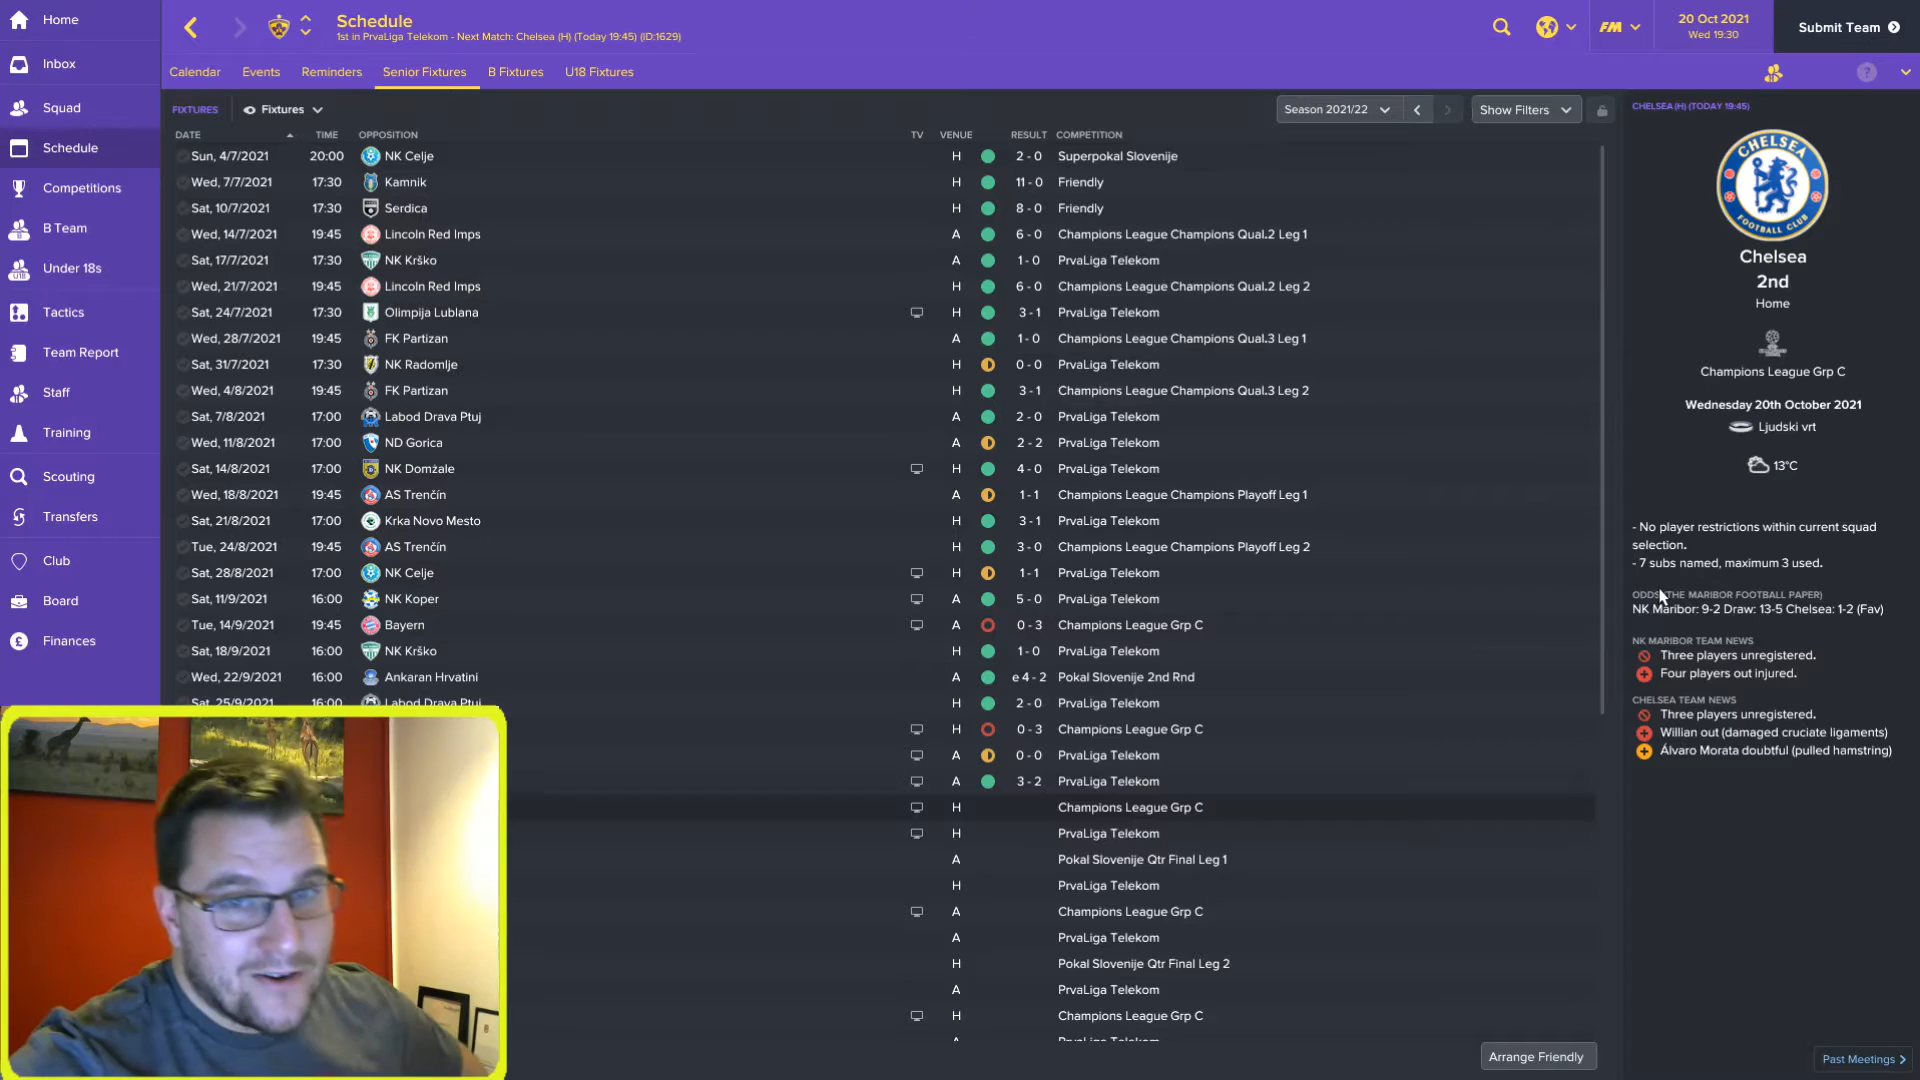 Home
Inbox
Squad
Schedule
Competitions
B Team
Under 18s
Tactics
Team Report
Staff
Training
Scouting
Transfers
Club
Board
Finances
Schedule
1st in PrvaLiga Telekom - Next Match: Chelsea (H) (Today 19:45) (ID:1629)
FM
20 Oct 2021
Wed 19:30
Submit Team
Calendar Events Reminders Senior Fixtures B Fixtures U18 Fixtures
FIXTURES Fixtures Season 2021/22 Show Filters
DATE TIME OPPOSITION TV VENUE RESULT COMPETITION
Sun, 4/7/2021 20:00 NK Celje H 2 - 0 Superpokal Slovenije
Wed, 7/7/2021 17:30 Kamnik H 11 - 0 Friendly
Sat, 10/7/2021 17:30 Serdica H 8 - 0 Friendly
Wed, 14/7/2021 19:45 Lincoln Red Imps A 6 - 0 Champions League Champions Qual.2 Leg 1
Sat, 17/7/2021 17:30 NK Krško A 1 - 0 PrvaLiga Telekom
Wed, 21/7/2021 19:45 Lincoln Red Imps H 6 - 0 Champions League Champions Qual.2 Leg 2
Sat, 24/7/2021 17:30 Olimpija Lublana H 3 - 1 PrvaLiga Telekom
Wed, 28/7/2021 19:45 FK Partizan A 1 - 0 Champions League Champions Qual.3 Leg 1
Sat, 31/7/2021 17:30 NK Radomlje H 0 - 0 PrvaLiga Telekom
Wed, 4/8/2021 19:45 FK Partizan H 3 - 1 Champions League Champions Qual.3 Leg 2
Sat, 7/8/2021 17:00 Labod Drava Ptuj A 2 - 0 PrvaLiga Telekom
Wed, 11/8/2021 17:00 ND Gorica A 2 - 2 PrvaLiga Telekom
Sat, 14/8/2021 17:00 NK Domžale H 4 - 0 PrvaLiga Telekom
Wed, 18/8/2021 19:45 AS Trenčín A 1 - 1 Champions League Champions Playoff Leg 1
Sat, 21/8/2021 17:00 Krka Novo Mesto H 3 - 1 PrvaLiga Telekom
Tue, 24/8/2021 19:45 AS Trenčín H 3 - 0 Champions League Champions Playoff Leg 2
Sat, 28/8/2021 17:00 NK Celje H 1 - 1 PrvaLiga Telekom
Sat, 11/9/2021 16:00 NK Koper A 5 - 0 PrvaLiga Telekom
Tue, 14/9/2021 19:45 Bayern A 0 - 3 Champions League Grp C
Sat, 18/9/2021 16:00 NK Krško H 1 - 0 PrvaLiga Telekom
Wed, 22/9/2021 16:00 Ankaran Hrvatini A e 4 - 2 Pokal Slovenije 2nd Rnd
Sat, 25/9/2021 16:00 Labod Drava Ptuj H 2 - 0 PrvaLiga Telekom
H 0 - 3 Champions League Grp C
A 0 - 0 PrvaLiga Telekom
A 3 - 2 PrvaLiga Telekom
H Champions League Grp C
H PrvaLiga Telekom
A Pokal Slovenije Qtr Final Leg 1
H PrvaLiga Telekom
A Champions League Grp C
A PrvaLiga Telekom
H Pokal Slovenije Qtr Final Leg 2
A PrvaLiga Telekom
H Champions League Grp C
A PrvaLiga Telekom
Arrange Friendly
CHELSEA (H) (TODAY 19:45)
CHELSEA
FOOTBALL CLUB
Chelsea
2nd
Home
Champions League Grp C
Wednesday 20th October 2021
Ljudski vrt
13°C
- No player restrictions within current squad
selection.
- 7 subs named, maximum 3 used.
ODDS (THE MARIBOR FOOTBALL PAPER)
NK Maribor: 9-2 Draw: 13-5 Chelsea: 1-2 (Fav)
NK MARIBOR TEAM NEWS
Three players unregistered.
Four players out injured.
CHELSEA TEAM NEWS
Three players unregistered.
Willian out (damaged cruciate ligaments)
Álvaro Morata doubtful (pulled hamstring)
Past Meetings